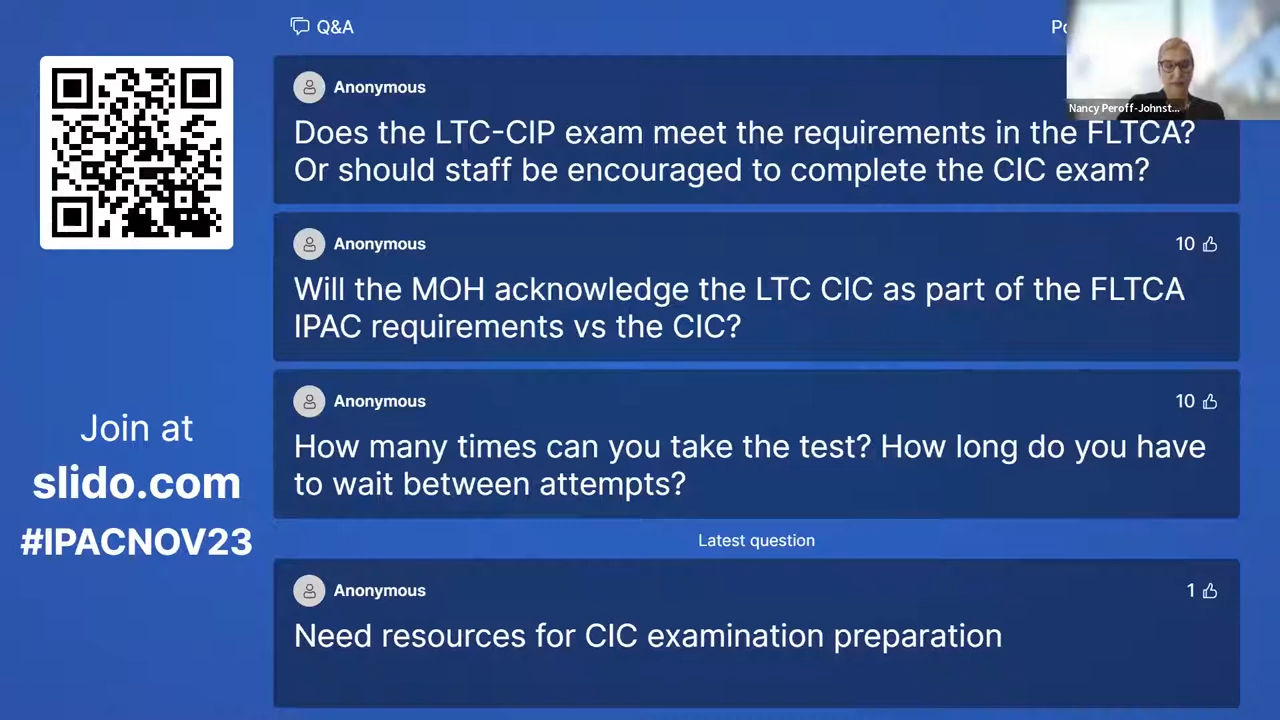 Q&A
Anonymous
Does the LTC-CIP exam meet the requirements in the FLTCA?
Or should staff be encouraged to complete the CIC exam?
Anonymous
10
Will the MOH acknowledge the LTC CIC as part of the FLTCA
IPAC requirements vs the CIC?
Anonymous
10
How many times can you take the test? How long do you have
to wait between attempts?
Latest question
Anonymous
1
Need resources for CIC examination preparation
Join at
slido.com
#IPACNOV23
Nancy Peroff-Johnst...